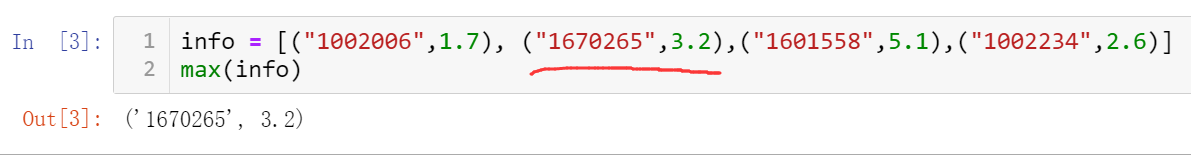 In [3]:
1 info = [("1002006",1.7), ("1670265",3.2),("1601558",5.1),("1002234",2.6)]
2 max(info)
Out[3]: ('1670265', 3.2)